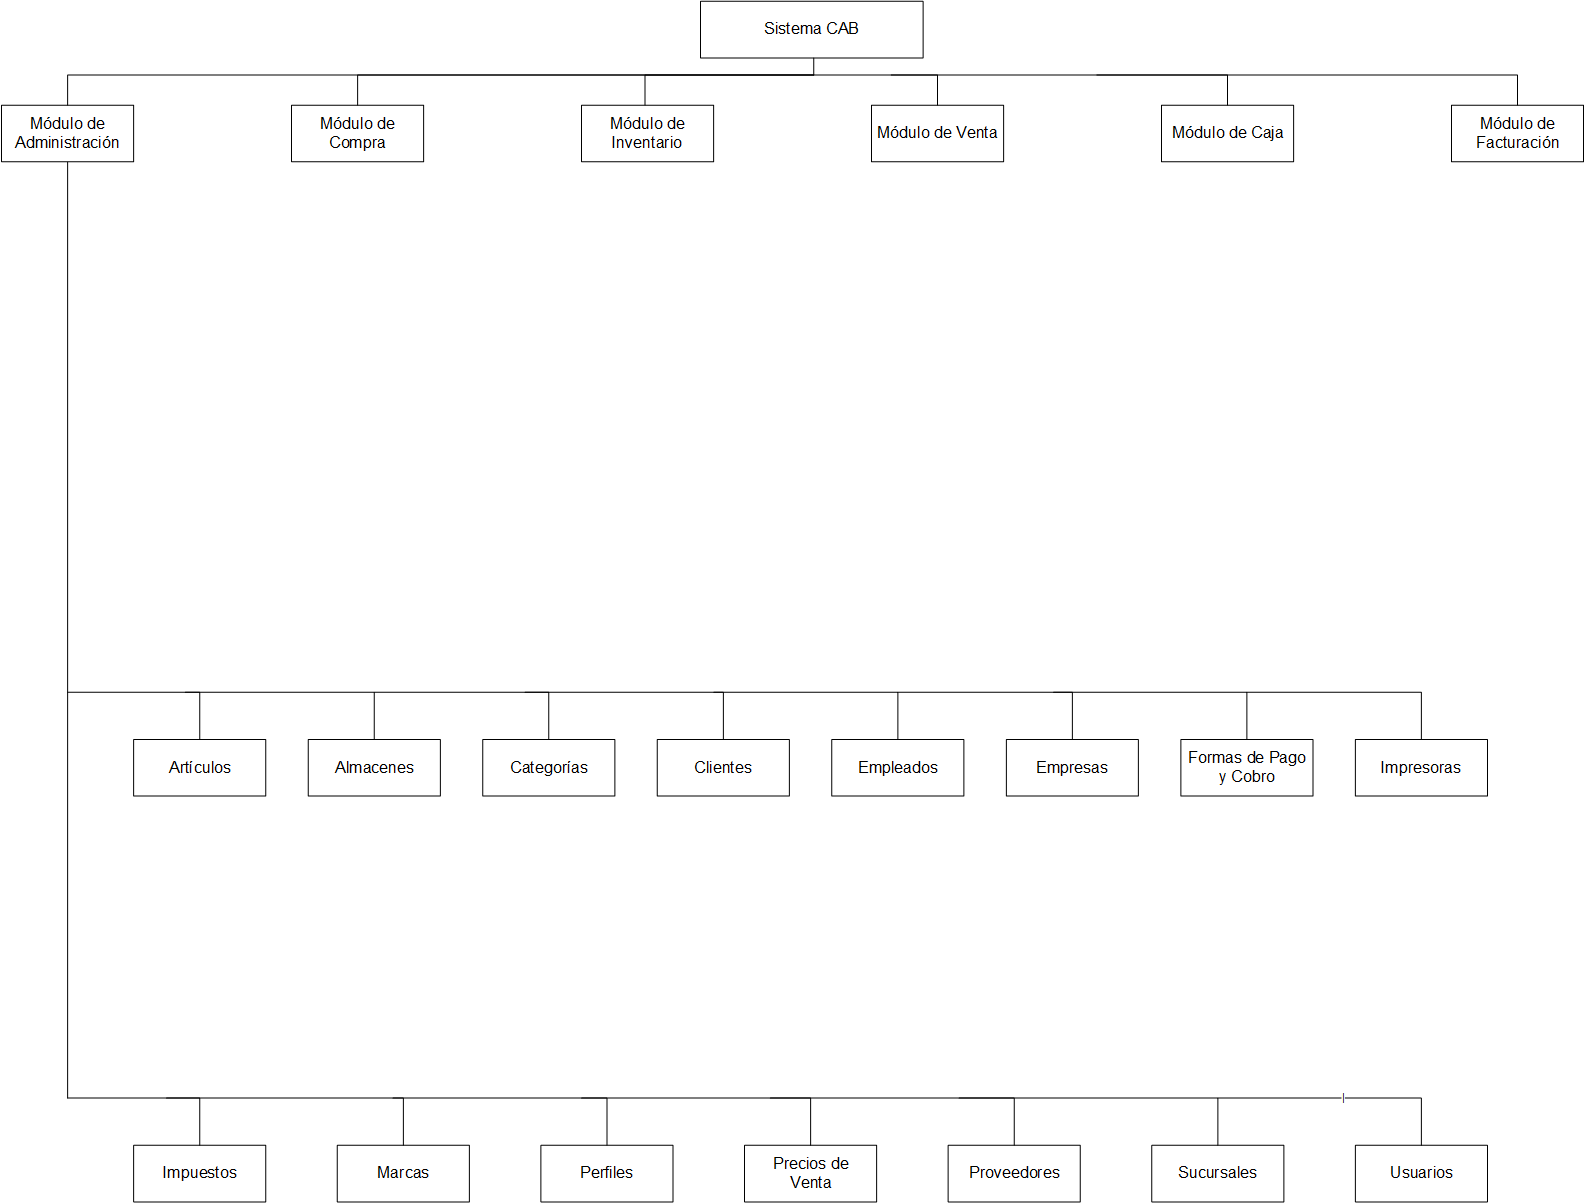 Sistema CAB
Módulo de
Administración
Módulo de
Compra
Módulo de
Inventario
Módulo de Venta
Módulo de Caja
Módulo de
Facturación
Artículos
Almacenes
Categorías
Clientes
Empleados
Empresas
Formas de Pago
y Cobro
Impresoras
Impuestos
Marcas
Perfiles
Precios de
Venta
Proveedores
Sucursales
Usuarios